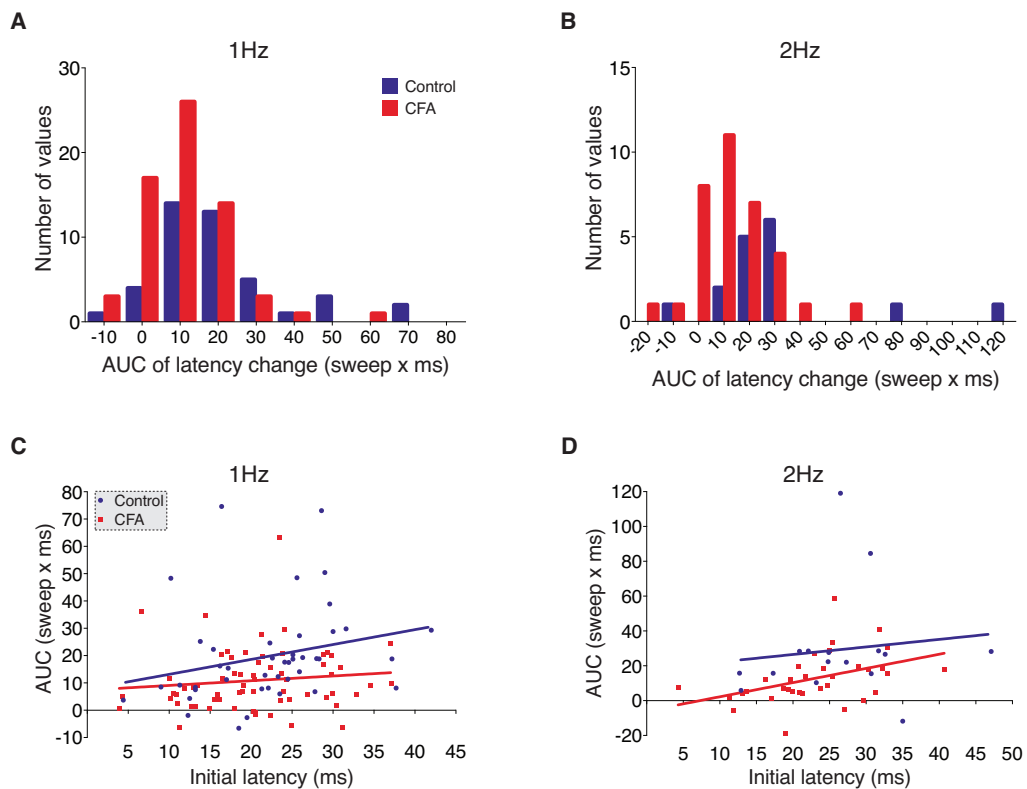 A
1Hz
Number of values
30
20
10
0
-10 0 10 20 30 40 50 60 70 80
AUC of latency change (sweep x ms)
Control
CFA
B
2Hz
Number of values
15
10
5
0
-20 -10 0 10 20 30 40 50 60 70 80 90 100 110 120
AUC of latency change (sweep x ms)
C
1Hz
Control
CFA
AUC (sweep x ms)
80
70
60
50
40
30
20
10
0
-10
5 10 15 20 25 30 35 40 45
Initial latency (ms)
D
2Hz
AUC (sweep x ms)
120
100
80
60
40
20
0
-20
5 10 15 20 25 30 35 40 45 50
Initial latency (ms)